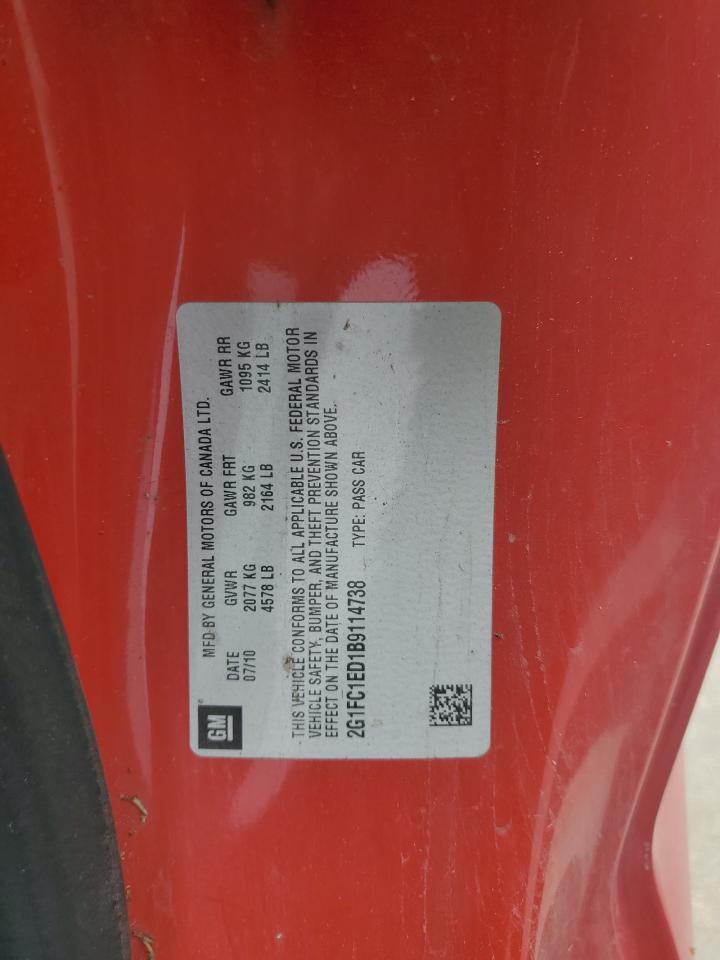 GM®
MFD BY GENERAL MOTORS OF CANADA LTD.
DATE GVWR GAWR FRT GAWR RR
07/10 2077 KG 982 KG 1095 KG
4578 LB 2164 LB 2414 LB
THIS VEHICLE CONFORMS TO ALL APPLICABLE U.S. FEDERAL MOTOR
VEHICLE SAFETY, BUMPER, AND THEFT PREVENTION STANDARDS IN
EFFECT ON THE DATE OF MANUFACTURE SHOWN ABOVE.
2G1FC1ED1B9114738 TYPE: PASS CAR